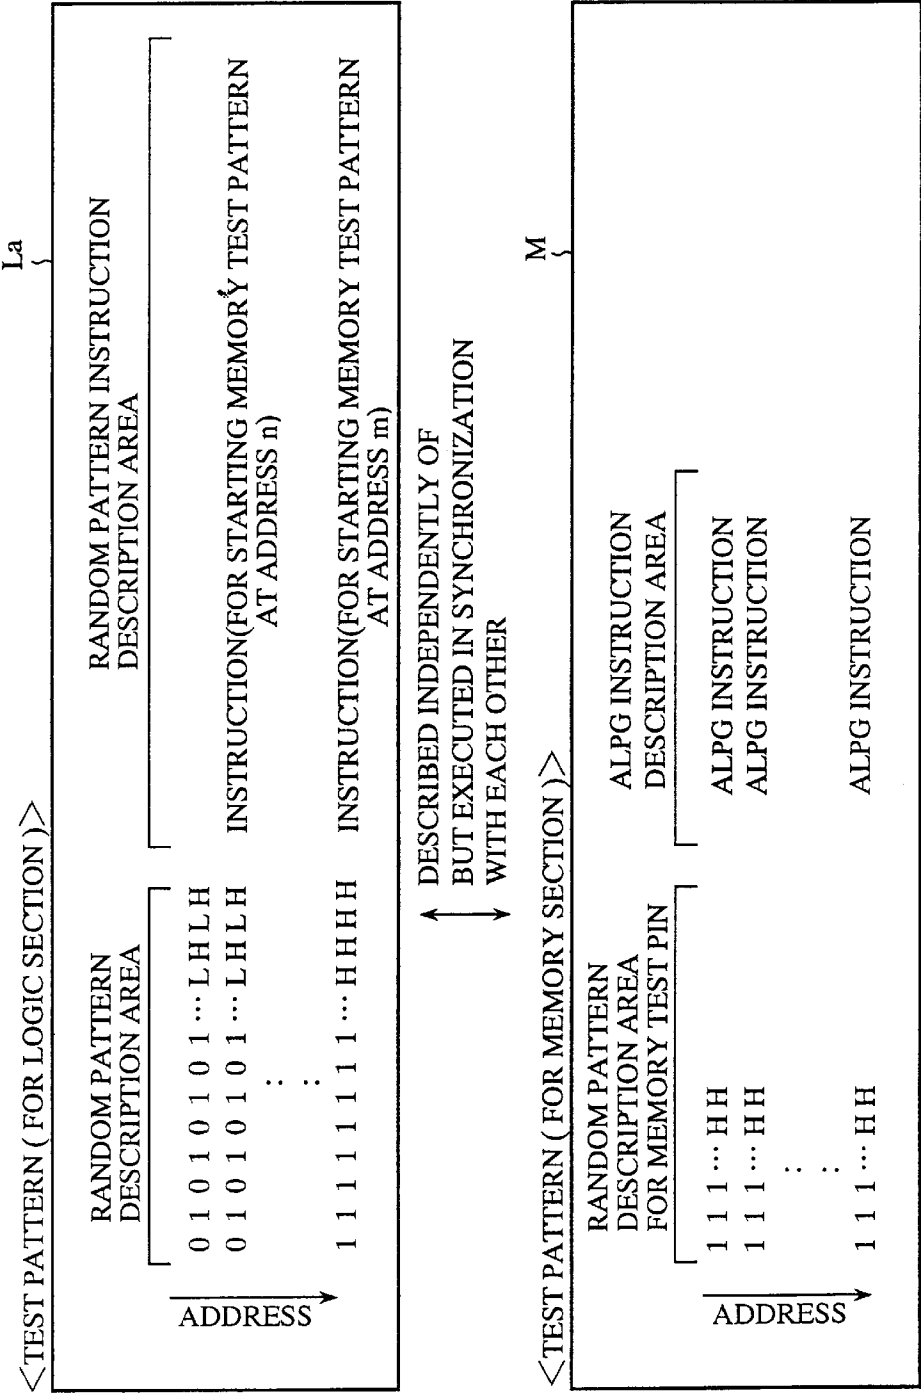 La
<TEST PATTERN ( FOR LOGIC SECTION )>
RANDOM PATTERN
DESCRIPTION AREA
RANDOM PATTERN INSTRUCTION
DESCRIPTION AREA
0 1 0 1 0 1 0 1 ··· L H L H
0 1 0 1 0 1 0 1 ··· L H L H INSTRUCTION(FOR STARTING MEMORY TEST PATTERN
AT ADDRESS n)
: :
1 1 1 1 1 1 1 1 ··· H H H H INSTRUCTION(FOR STARTING MEMORY TEST PATTERN
AT ADDRESS m)
ADDRESS
DESCRIBED INDEPENDENTLY OF
BUT EXECUTED IN SYNCHRONIZATION
WITH EACH OTHER
M
<TEST PATTERN ( FOR MEMORY SECTION )>
RANDOM PATTERN
DESCRIPTION AREA
FOR MEMORY TEST PIN
ALPG INSTRUCTION
DESCRIPTION AREA
1 1 1 ··· H H ALPG INSTRUCTION
1 1 1 ··· H H ALPG INSTRUCTION
: :
1 1 1 ··· H H ALPG INSTRUCTION
ADDRESS